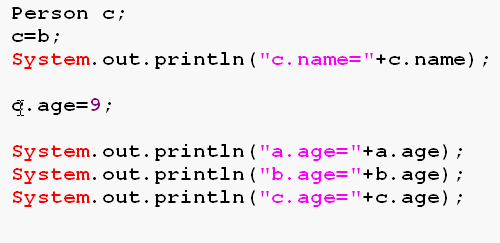 Person c;
c=b;
System.out.println("c.name="+c.name);
c.age=9;
System.out.println("a.age="+a.age);
System.out.println("b.age="+b.age);
System.out.println("c.age="+c.age);